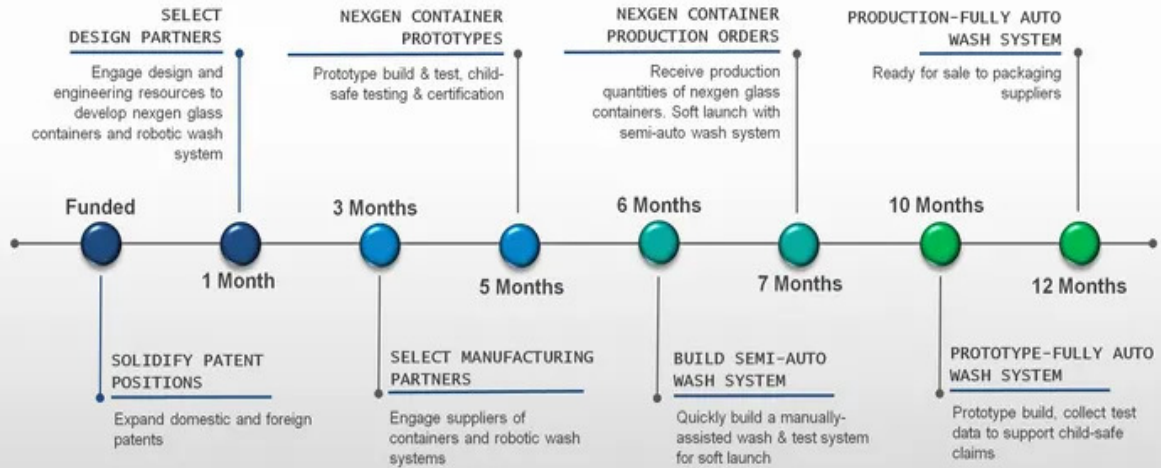 SELECT
DESIGN PARTNERS
Engage design and
engineering resources to
develop nexgen glass
containers and robotic wash
system
NEXGEN CONTAINER
PROTOTYPES
Prototype build & test, child-
safe testing & certification
NEXGEN CONTAINER
PRODUCTION ORDERS
Receive production
quantities of nexgen glass
containers. Soft launch with
semi-auto wash system
PRODUCTION-FULLY AUTO
WASH SYSTEM
Ready for sale to packaging
suppliers
Funded
1 Month
3 Months
5 Months
6 Months
7 Months
10 Months
12 Months
SOLIDIFY PATENT
POSITIONS
Expand domestic and foreign
patents
SELECT MANUFACTURING
PARTNERS
Engage suppliers of
containers and robotic wash
systems
BUILD SEMI-AUTO
WASH SYSTEM
Quickly build a manually-
assisted wash & test system
for soft launch
PROTOTYPE-FULLY AUTO
WASH SYSTEM
Prototype build, collect test
data to support child-safe
claims